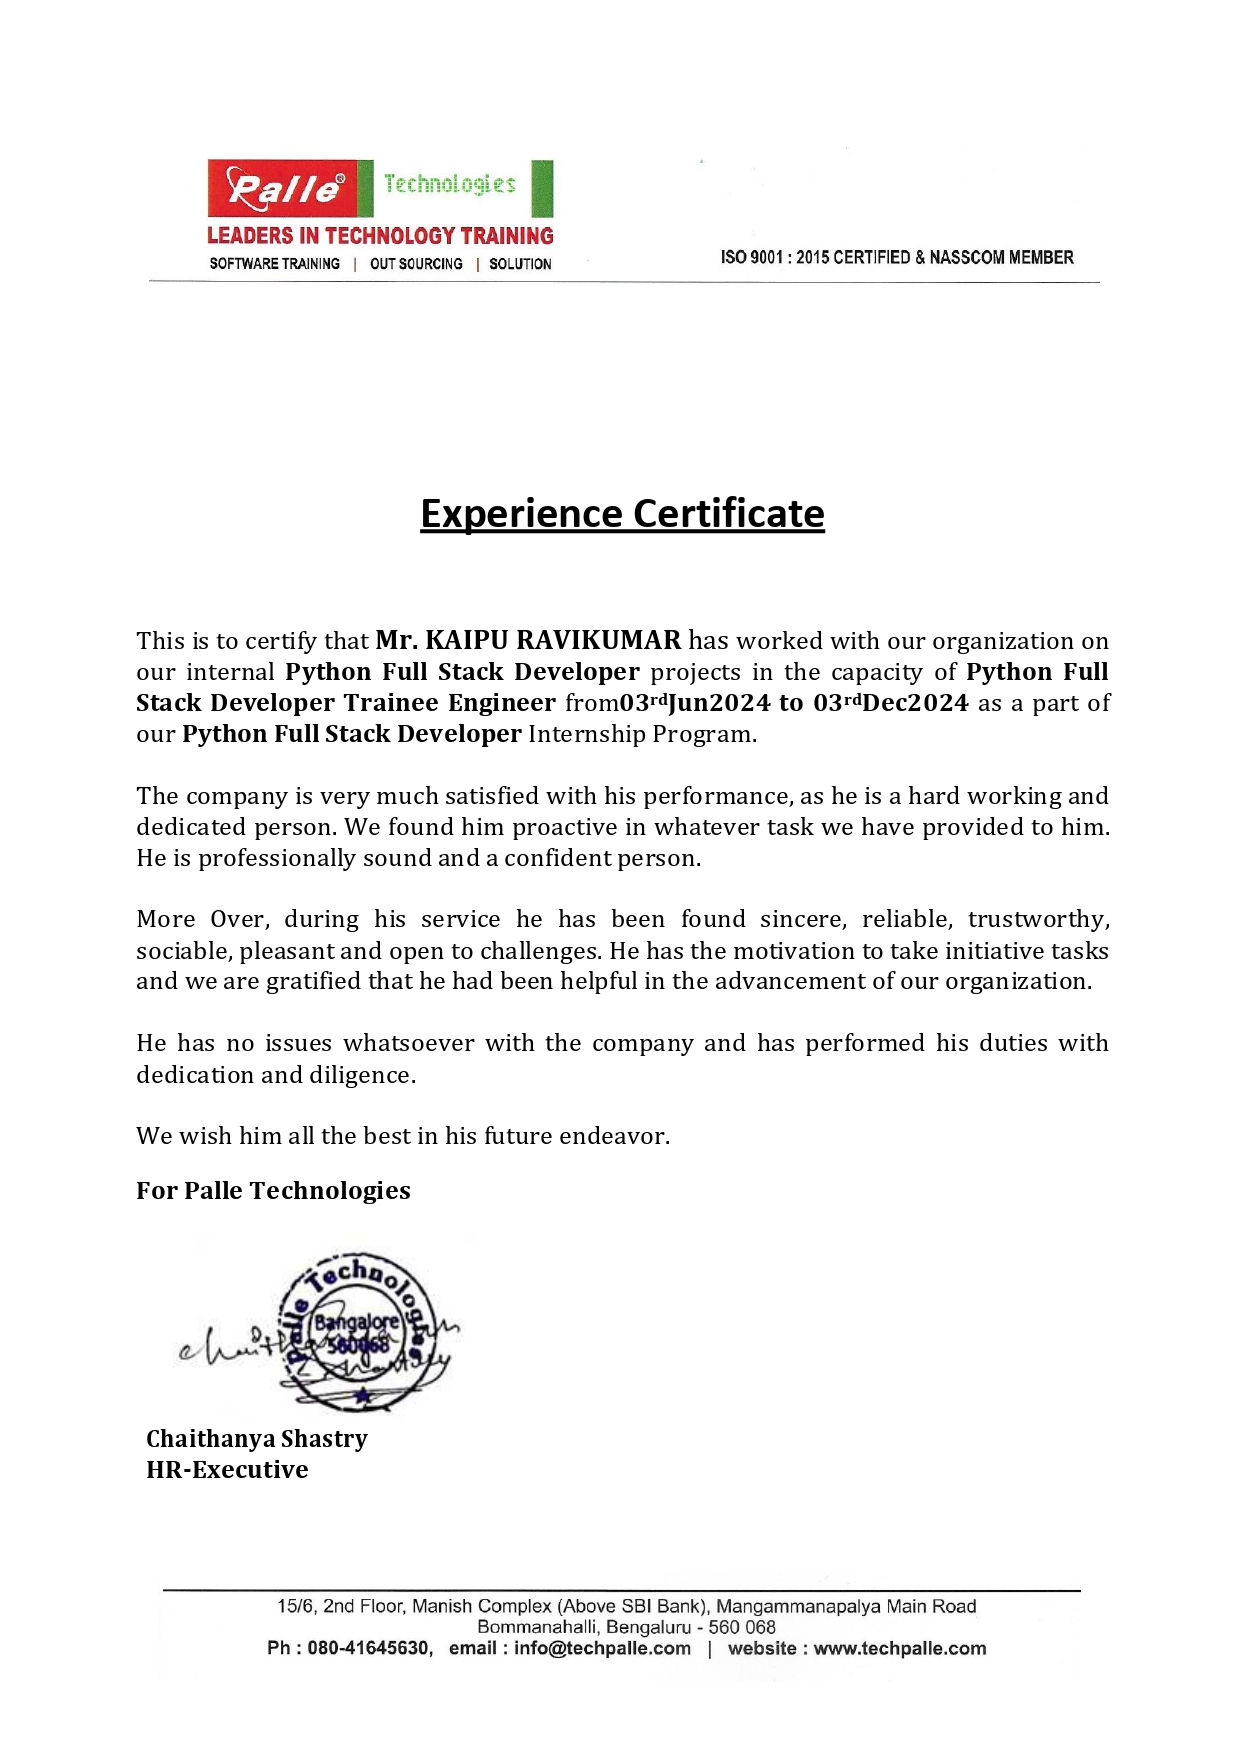 Palle® Technologies
LEADERS IN TECHNOLOGY TRAINING
SOFTWARE TRAINING | OUT SOURCING | SOLUTION
ISO 9001 : 2015 CERTIFIED & NASSCOM MEMBER
Experience Certificate
This is to certify that Mr. KAIPU RAVIKUMAR has worked with our organization on
our internal Python Full Stack Developer projects in the capacity of Python Full
Stack Developer Trainee Engineer from03rdJun2024 to 03rdDec2024 as a part of
our Python Full Stack Developer Internship Program.
The company is very much satisfied with his performance, as he is a hard working and
dedicated person. We found him proactive in whatever task we have provided to him.
He is professionally sound and a confident person.
More Over, during his service he has been found sincere, reliable, trustworthy,
sociable, pleasant and open to challenges. He has the motivation to take initiative tasks
and we are gratified that he had been helpful in the advancement of our organization.
He has no issues whatsoever with the company and has performed his duties with
dedication and diligence.
We wish him all the best in his future endeavor.
For Palle Technologies
Palle Technologies
Bangalore
560068
Chaithanya Shastry
HR-Executive
15/6, 2nd Floor, Manish Complex (Above SBI Bank), Mangammanapalya Main Road
Bommanahalli, Bengaluru - 560 068
Ph : 080-41645630, email : info@techpalle.com | website : www.techpalle.com